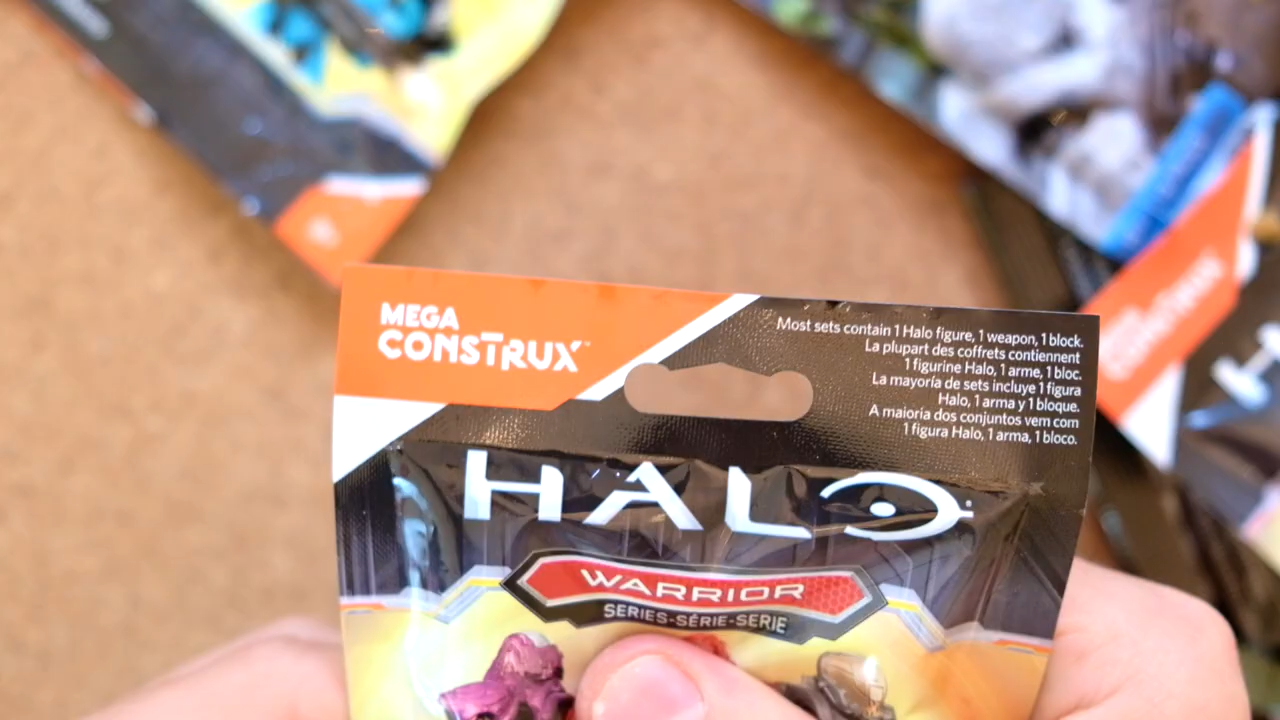 MEGA
CONSTRUX™
Most sets contain 1 Halo figure, 1 weapon, 1 block.
La plupart des coffrets contiennent
1 figurine Halo, 1 arme, 1 bloc.
La mayoría de sets incluye 1 figura
Halo, 1 arma y 1 bloque.
A maioria dos conjuntos vem com
1 figura Halo, 1 arma, 1 bloco.
HALO
WARRIOR
SERIES-SÉRIE-SERIE
CONSTRUX